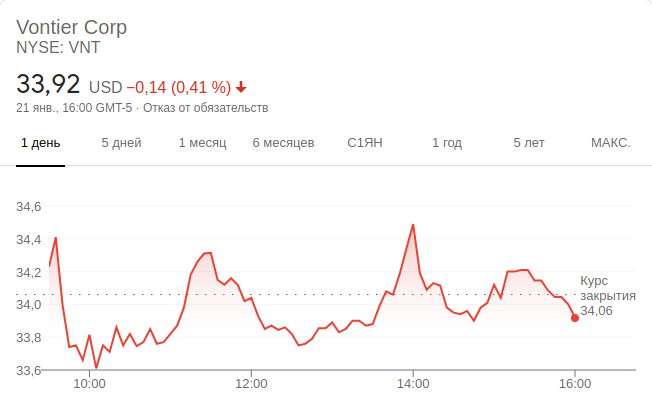 Vontier Corp
NYSE: VNT
33,92 USD −0,14 (0,41 %)
21 янв., 16:00 GMT-5 · Отказ от обязательств
1 день 5 дней 1 месяц 6 месяцев С1ЯН 1 год 5 лет МАКС.
34,6
34,4
34,2
34,0
33,8
33,6
Курс
закрытия
34,06
10:00 12:00 14:00 16:00